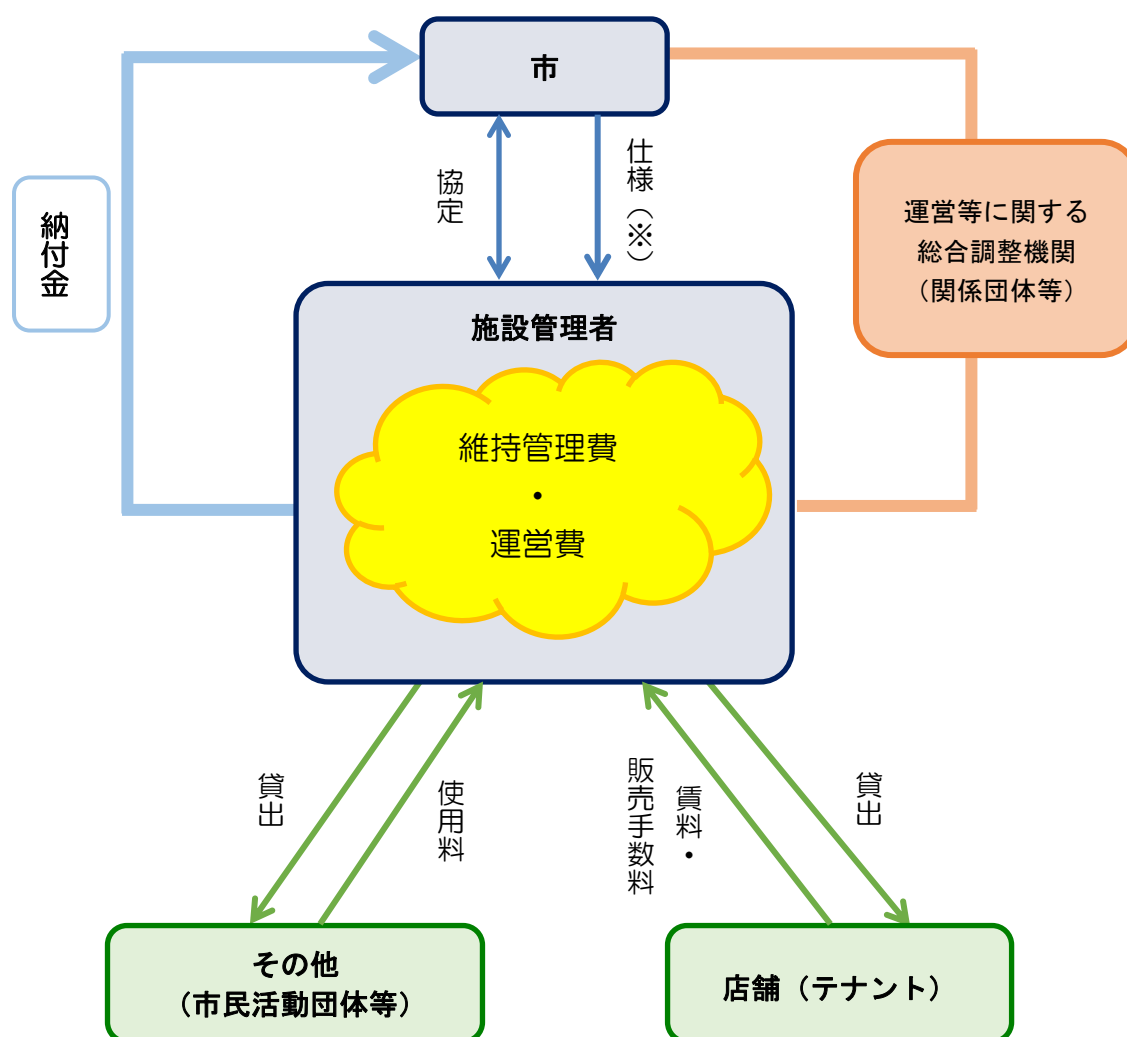 市
協定
仕様（※）
納付金
運営等に関する
総合調整機関
（関係団体等）
施設管理者
維持管理費
・
運営費
貸出
使用料
賃料・
販売手数料
貸出
その他
（市民活動団体等）
店舗（テナント）